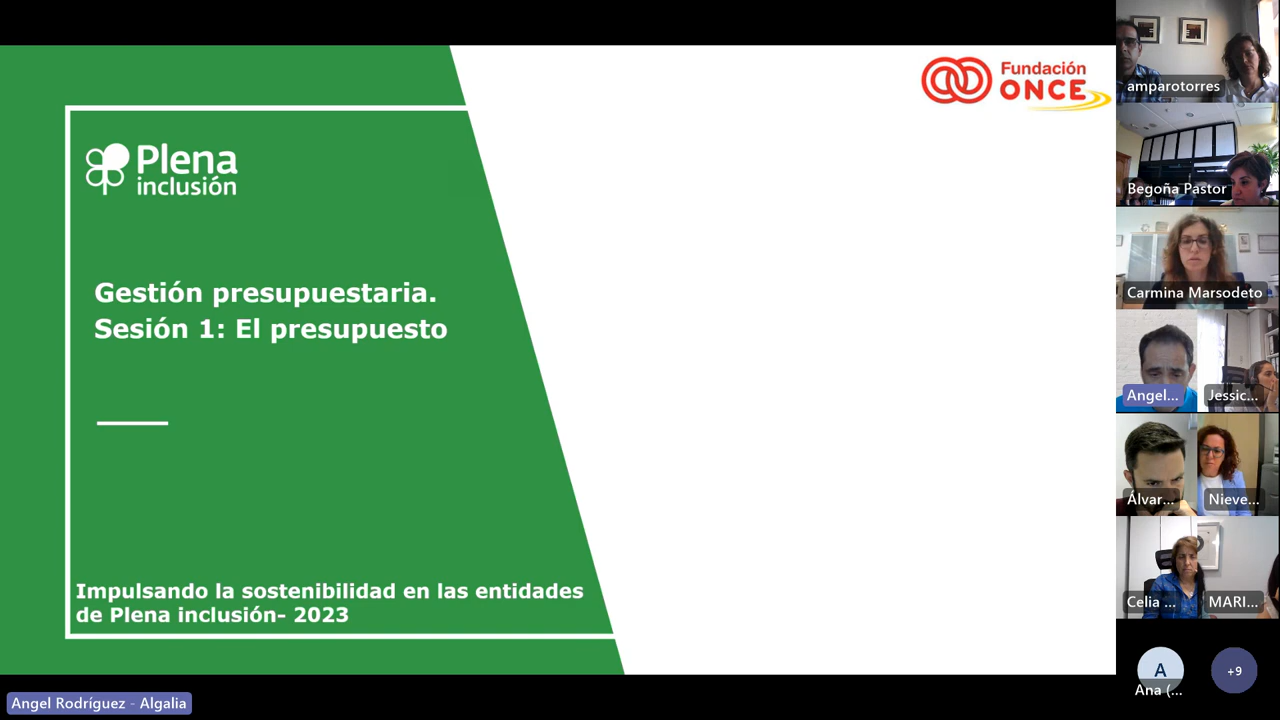 Fundación
ONCE
Plena
inclusión
Gestión presupuestaria.
Sesión 1: El presupuesto
Impulsando la sostenibilidad en las entidades
de Plena inclusión- 2023
Angel Rodríguez - Algalia
amparotorres
Begoña Pastor
Carmina Marsodeto
Angel...
Jessic...
Álvar...
Nieve...
Celia ...
MARI...
A
Ana (...
+9